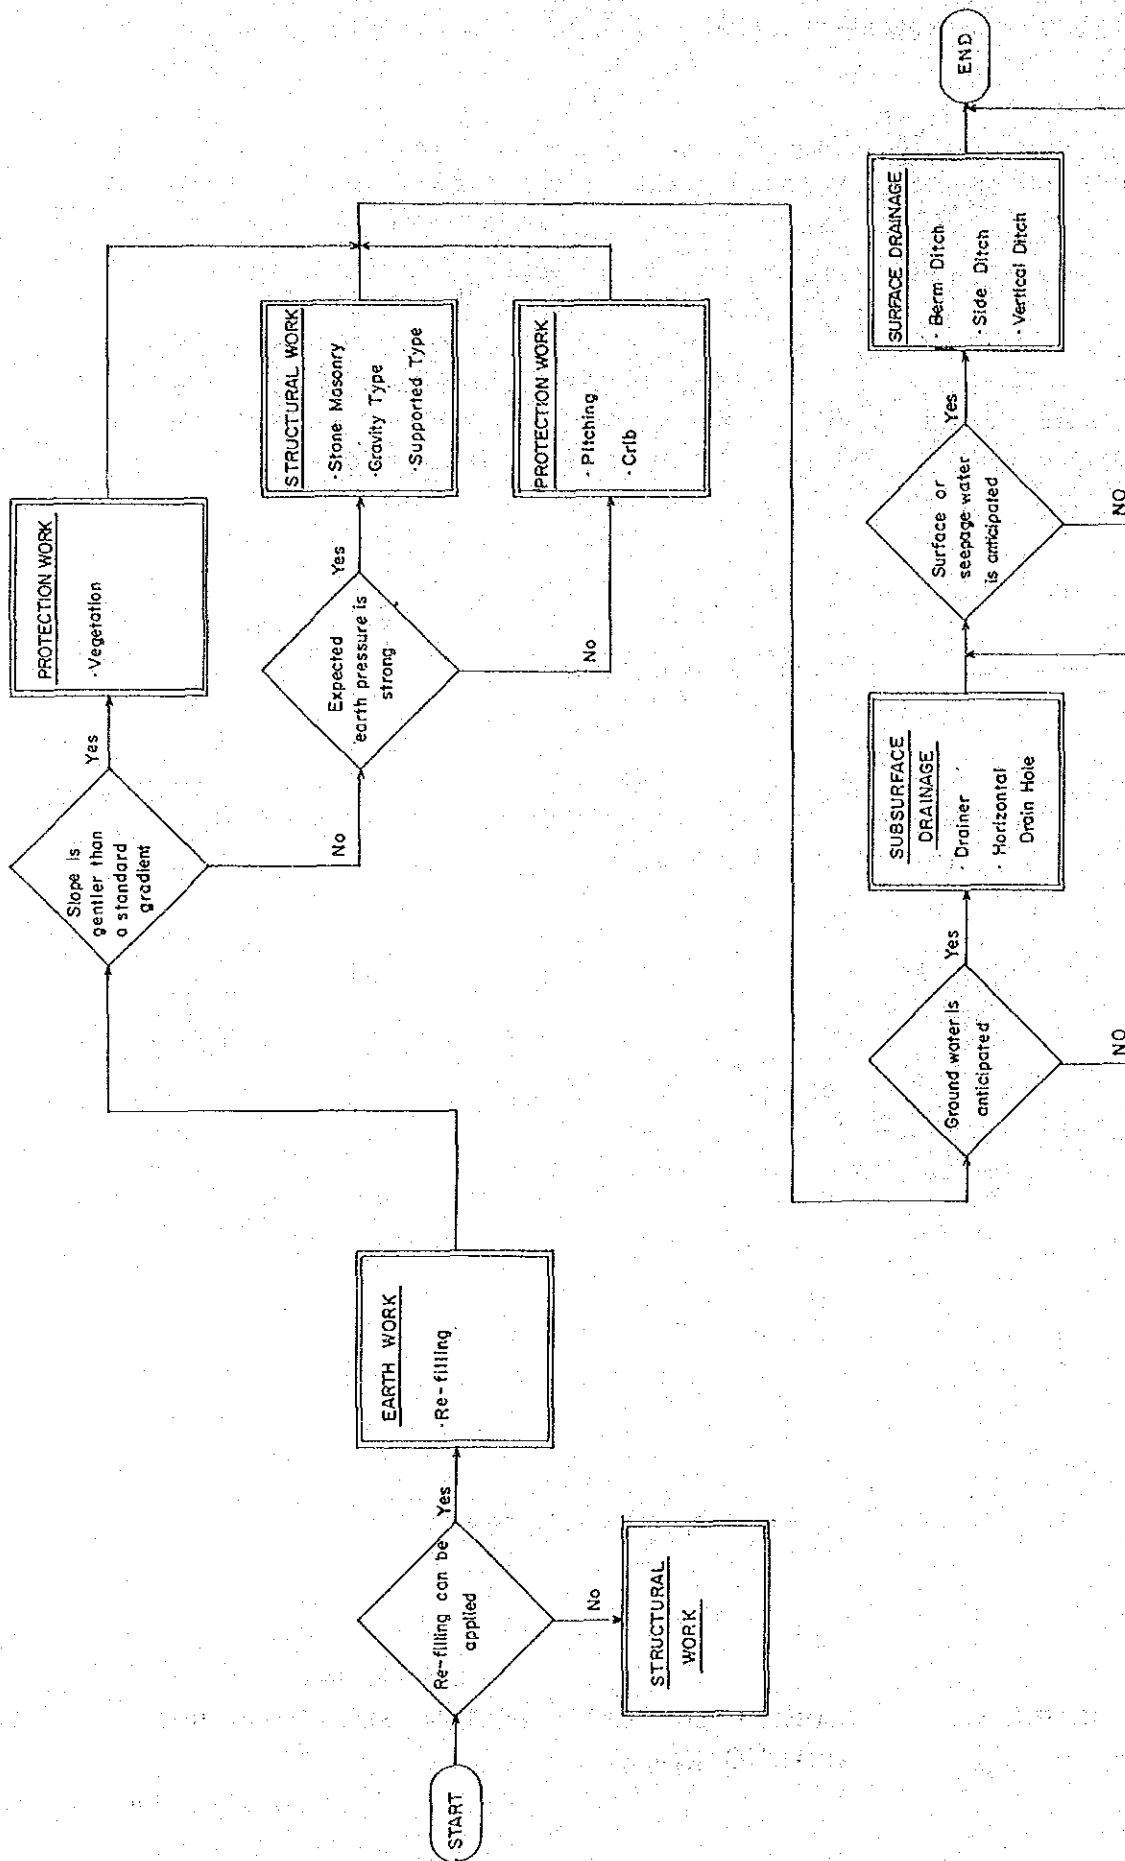 START
Re-filling can be
applied
Yes
No
EARTH WORK
· Re-filling
STRUCTURAL
WORK
Slope is
gentler than
a standard
gradient
Yes
No
PROTECTION WORK
· Vegetation
Expected
earth pressure is
strong
Yes
No
STRUCTURAL WORK
· Stone Masonry
· Gravity Type
· Supported Type
PROTECTION WORK
· Pitching
· Crib
Ground water is
anticipated
Yes
NO
SUBSURFACE
DRAINAGE
· Drainer
· Horizontal
Drain Hole
Surface or
seepage water
is anticipated
Yes
NO
SURFACE DRAINAGE
· Berm Ditch
· Side Ditch
· Vertical Ditch
END